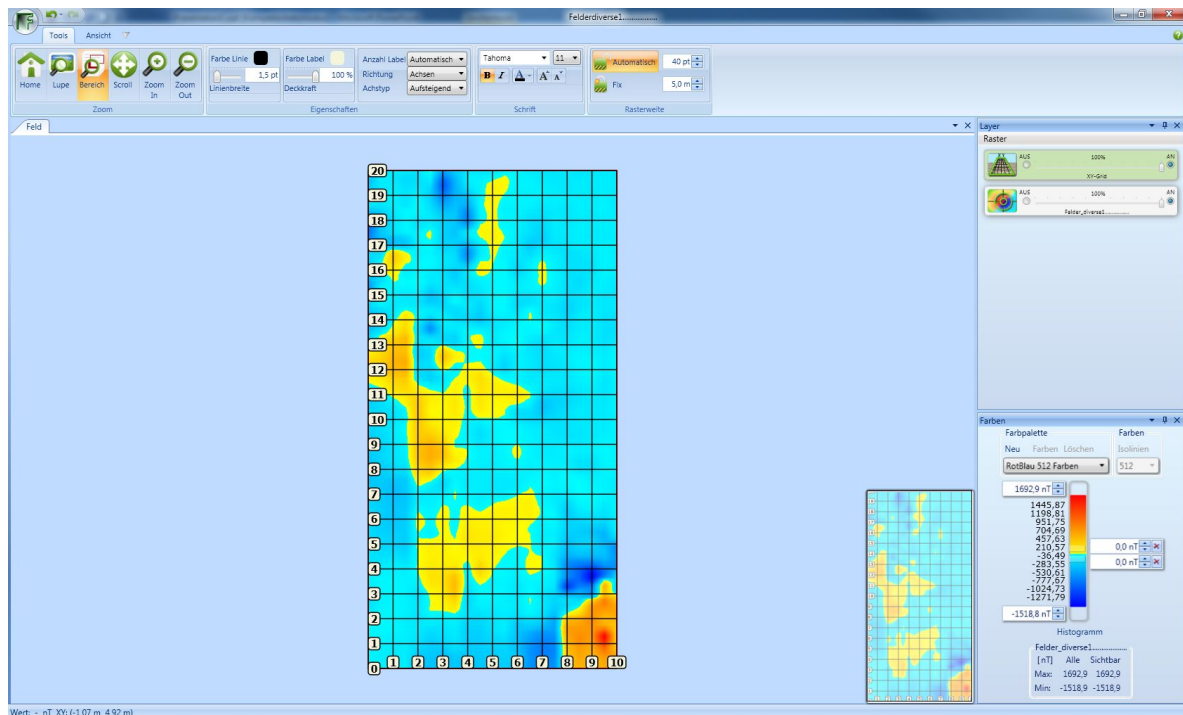 Felderdiverse1.................
Tools Ansicht
Home Lupe Bereich Scroll Zoom In Zoom Out
Zoom
Farbe Linie
1,5 pt
Linienbreite
Farbe Label
100 %
Deckkraft
Anzahl Label Automatisch
Richtung Achsen
Achstyp Aufsteigend
Eigenschaften
Tahoma 11
B I A A A
Schrift
Automatisch 40 pt
Fix 5,0 m
Rasterweite
Feld
20
19
18
17
16
15
14
13
12
11
10
9
8
7
6
5
4
3
2
1
0 1 2 3 4 5 6 7 8 9 10
Layer
Raster
AUS 100% AN
XY-Grid
AUS 100% AN
Felder_diverse1.................
Farben
Farbpalette Farben
Neu Farben Löschen Isolinien
RotBlau 512 Farben 512
1692,9 nT
1445,87
1198,81
951,75
704,69
457,63
210,57
-36,49
-283,55
-530,61
-777,67
-1024,73
-1271,79
0,0 nT
0,0 nT
-1518,8 nT
Histogramm
Felder_diverse1.................
[nT] Alle Sichtbar
Max: 1692,9 1692,9
Min: -1518,9 -1518,9
Wert: - nT XY: (-1,07 m, 4,92 m)